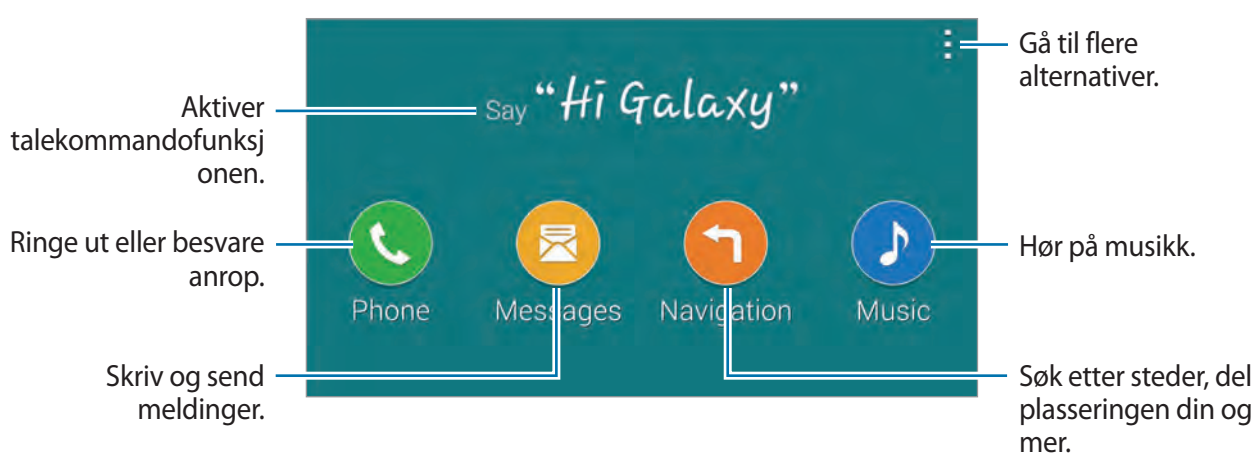 Gå til flere
alternativer.
Say “Hi Galaxy”
Aktiver
talekommandofunksj
onen.
Ringe ut eller besvare
anrop.
Hør på musikk.
Phone
Messages
Navigation
Music
Skriv og send
meldinger.
Søk etter steder, del
plasseringen din og
mer.